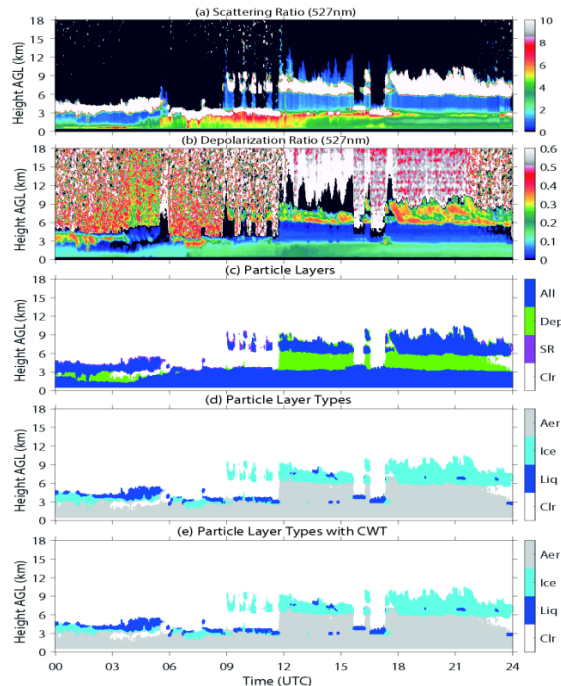 (a) Scattering Ratio (527nm)
Height AGL (km)
18
15
12
9
6
3
0
10
8
6
4
2
0
(b) Depolarization Ratio (527nm)
Height AGL (km)
18
15
12
9
6
3
0
0.6
0.5
0.4
0.3
0.2
0.1
0
(c) Particle Layers
Height AGL (km)
18
12
6
0
All
Dep
SR
Clr
(d) Particle Layer Types
Height AGL (km)
18
15
12
9
6
3
0
Aer
Ice
Liq
Clr
(e) Particle Layer Types with CWT
Height AGL (km)
18
15
12
9
6
3
0
Aer
Ice
Liq
Clr
00 03 06 09 12 15 18 21 24
Time (UTC)